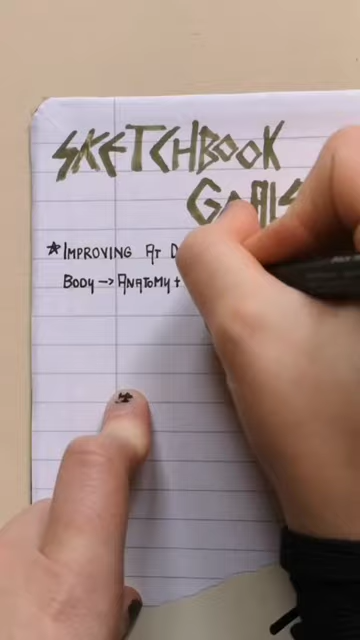 SKETCHBOOK
GOALS
*IMPROVING AT
BODY → ANATOMY +